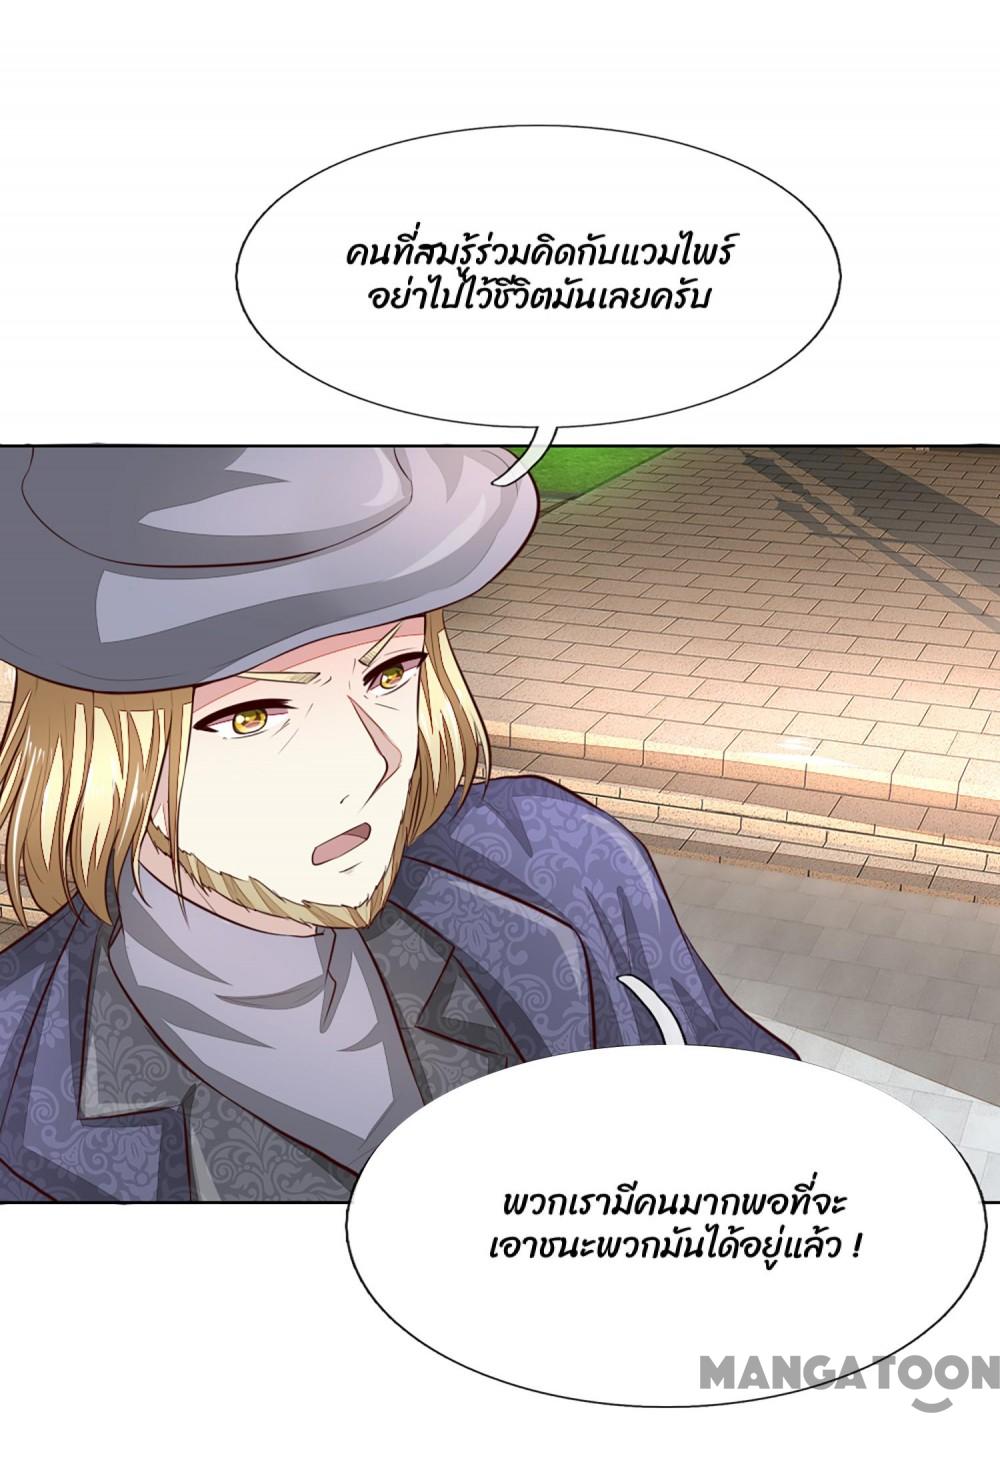 คนที่สมรู้ร่วมคิดกับแวมไพร์
อย่าไปไว้ชีวิตมันเลยครับ
พวกเรามีคนมากพอที่จะ
เอาชนะพวกมันได้อยู่แล้ว !
MANGATOON